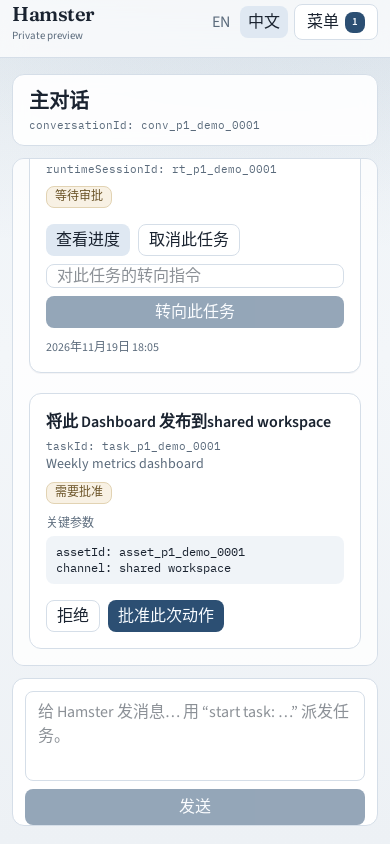 Hamster
Private preview
EN 中文 菜单 1
主对话
conversationId: conv_p1_demo_0001
runtimeSessionId: rt_p1_demo_0001
等待审批
查看进度 取消此任务
对此任务的转向指令
转向此任务
2026年11月19日 18:05
将此 Dashboard 发布到shared workspace
taskId: task_p1_demo_0001
Weekly metrics dashboard
需要批准
关键参数
assetId: asset_p1_demo_0001
channel: shared workspace
拒绝 批准此次动作
给 Hamster 发消息… 用 “start task: …” 派发任
务。
发送